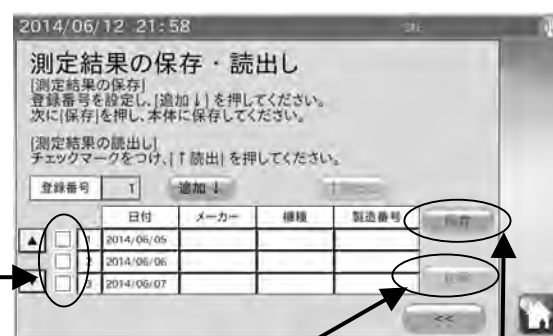 2014/06/12 21:58
測定結果の保存・読出し
[測定結果の保存]
登録番号を設定し、[追加↓] を押してください。
次に[保存]を押し、本体に保存してください。
[測定結果の読出し]
チェックマークをつけ、[↑読出] を押してください。
登録番号 1 追加↓
日付 メーカー 機種 製造番号 保存
▲ 1 2014/06/05
2 2014/06/06
▼ 3 2014/06/07
<<